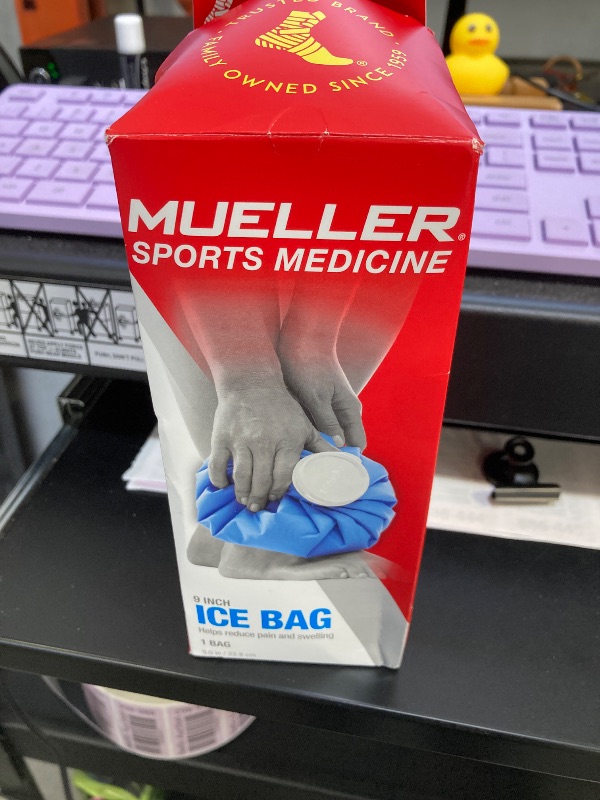 TRUSTED BRAND
FAMILY OWNED SINCE 1959
®
MUELLER®
SPORTS MEDICINE
9 INCH
ICE BAG
Helps reduce pain and swelling
1 BAG